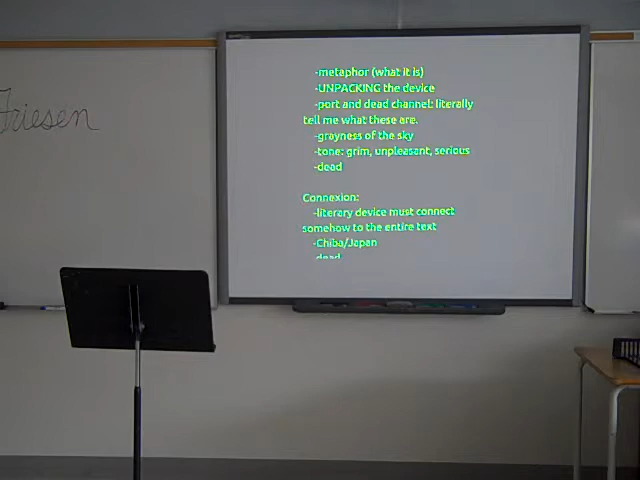 Friesen
-metaphor (what it is)
-UNPACKING the device
-port and dead channel: literally
tell me what these are.
-grayness of the sky
-tone: grim, unpleasant, serious
-dead
Connexion:
-literary device must connect
somehow to the entire text
-Chiba/Japan
-dead